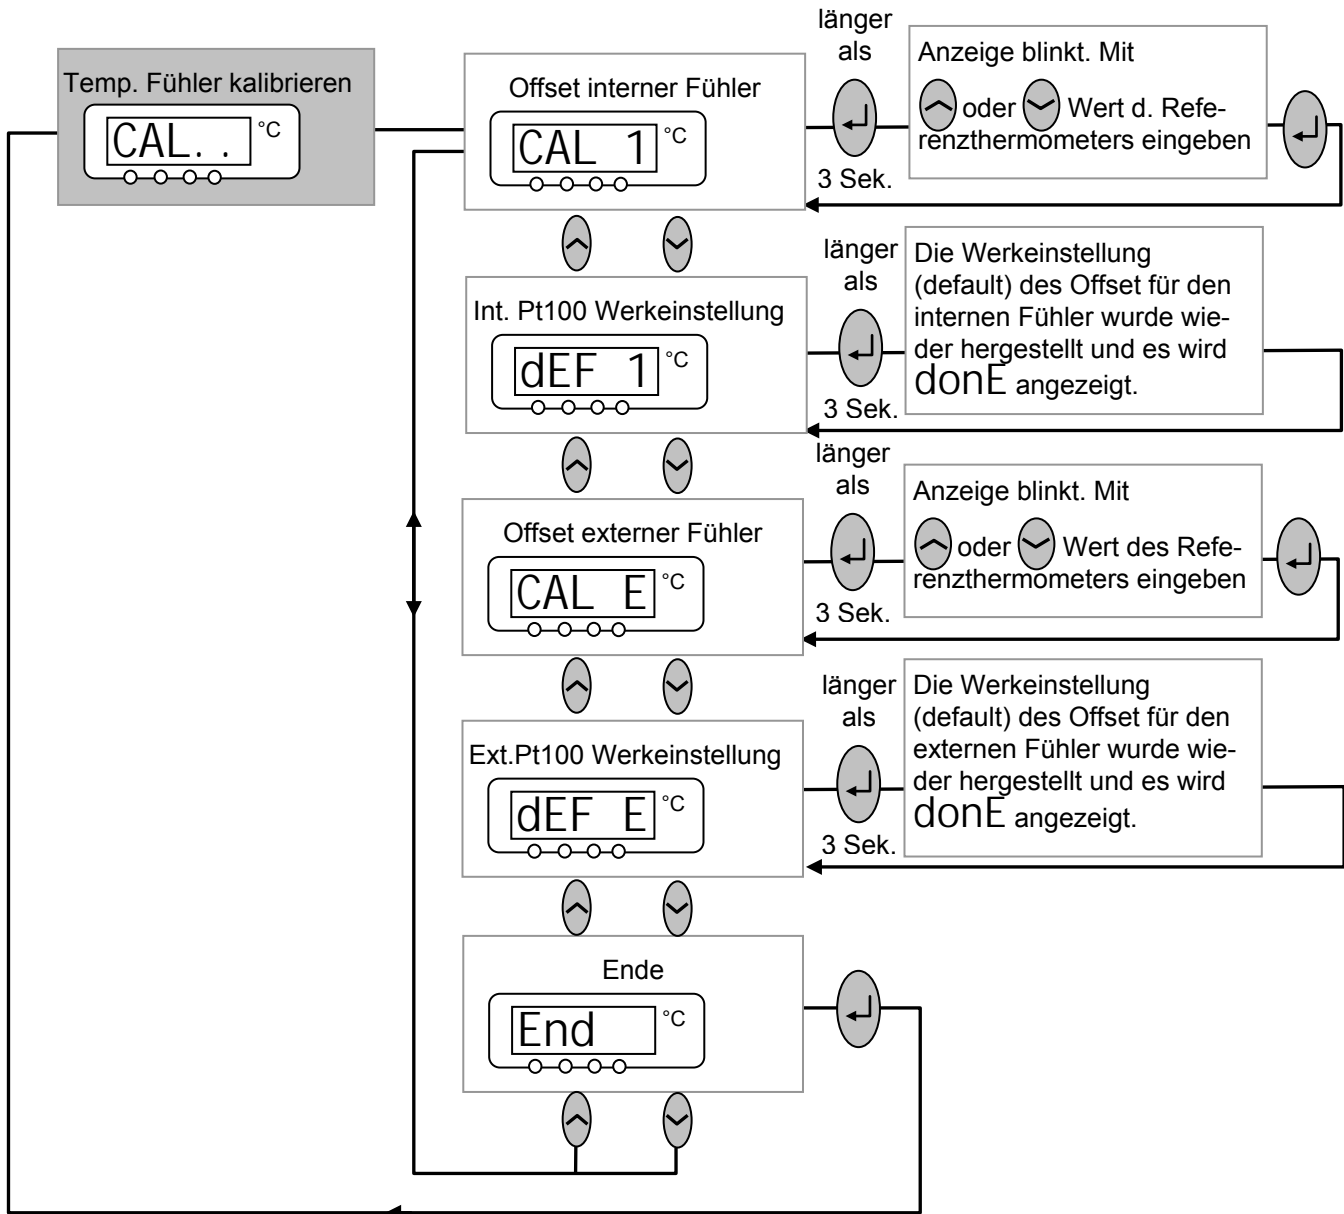 Temp. Fühler kalibrieren
CAL. .
°C
Offset interner Fühler
CAL 1
°C
länger
als
3 Sek.
Anzeige blinkt. Mit
oder Wert d. Refe-
renzthermometers eingeben
Int. Pt100 Werkeinstellung
dEF 1
°C
länger
als
3 Sek.
Die Werkeinstellung
(default) des Offset für den
internen Fühler wurde wie-
der hergestellt und es wird
donE angezeigt.
Offset externer Fühler
CAL E
°C
länger
als
3 Sek.
Anzeige blinkt. Mit
oder Wert des Refe-
renzthermometers eingeben
Ext.Pt100 Werkeinstellung
dEF E
°C
länger
als
3 Sek.
Die Werkeinstellung
(default) des Offset für den
externen Fühler wurde wie-
der hergestellt und es wird
donE angezeigt.
Ende
End
°C